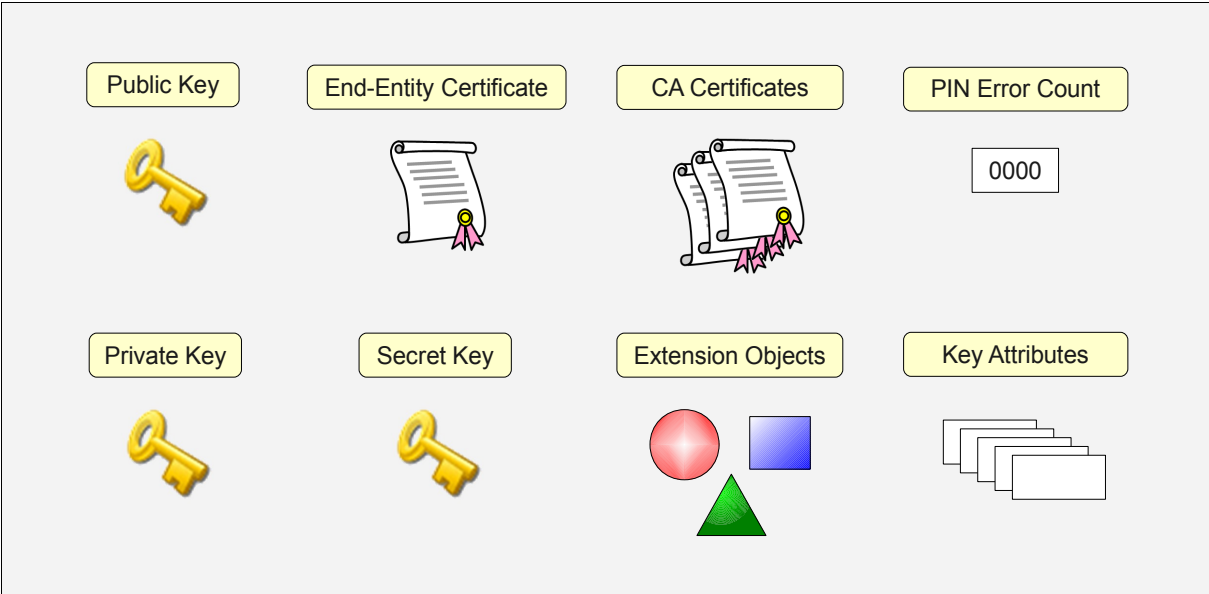 Public Key
End-Entity Certificate
CA Certificates
PIN Error Count
0000
Private Key
Secret Key
Extension Objects
Key Attributes